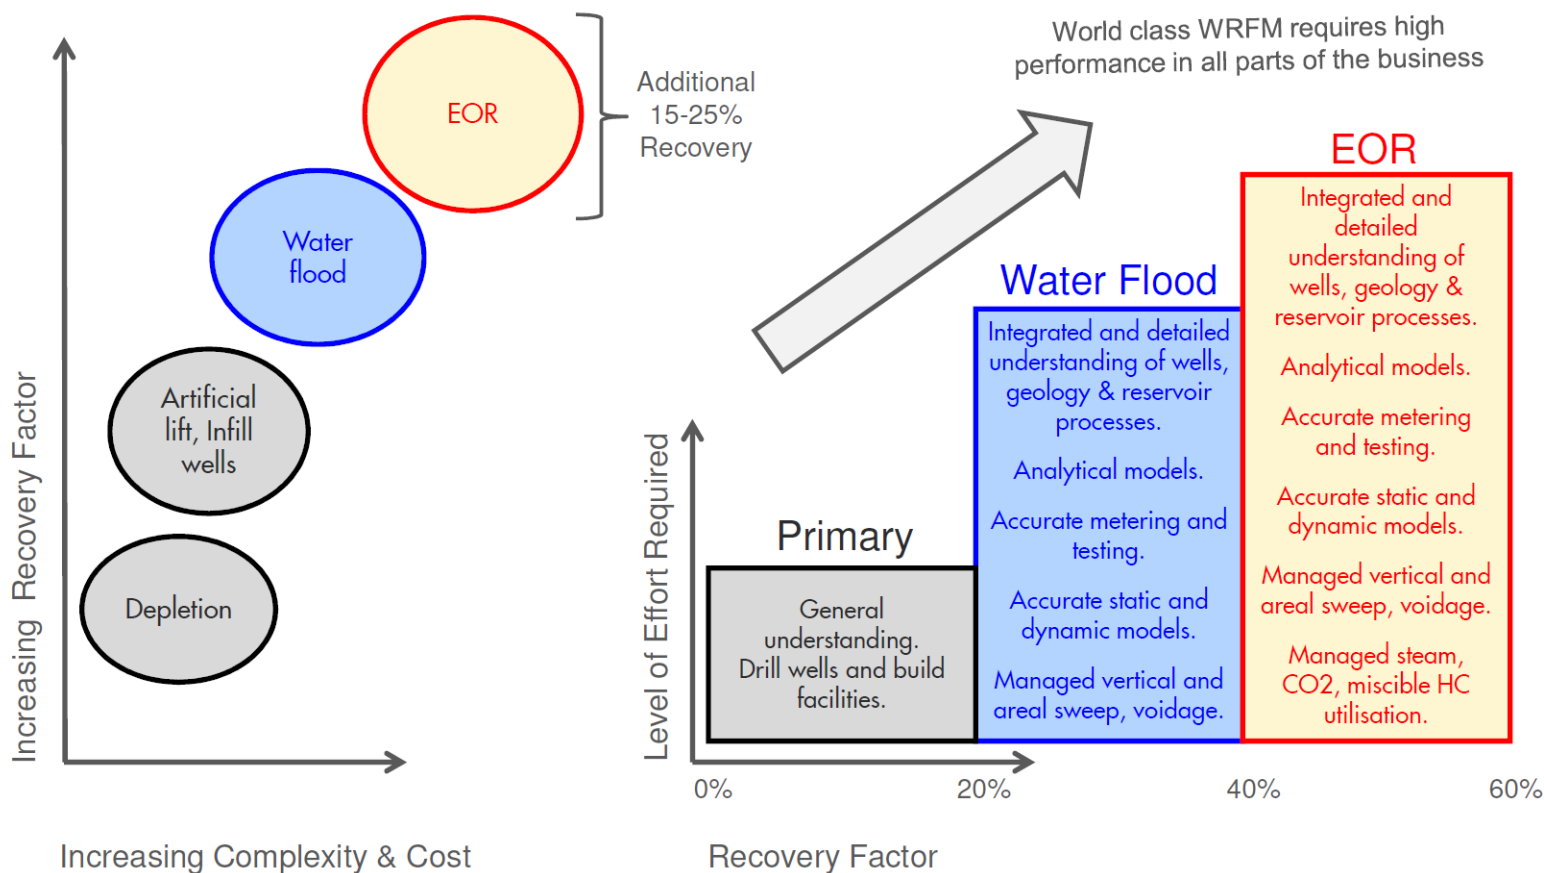 Increasing Recovery Factor
EOR
Additional
15-25%
Recovery
Water
flood
Artificial
lift, Infill
wells
Depletion
Increasing Complexity & Cost
World class WRFM requires high
performance in all parts of the business
Level of Effort Required
Primary
General
understanding.
Drill wells and build
facilities.
Water Flood
Integrated and detailed
understanding of wells,
geology & reservoir
processes.
Analytical models.
Accurate metering and
testing.
Accurate static and
dynamic models.
Managed vertical and
areal sweep, voidage.
EOR
Integrated and
detailed
understanding of
wells, geology &
reservoir processes.
Analytical models.
Accurate metering
and testing.
Accurate static and
dynamic models.
Managed vertical and
areal sweep, voidage.
Managed steam,
CO2, miscible HC
utilisation.
0% 20% 40% 60%
Recovery Factor